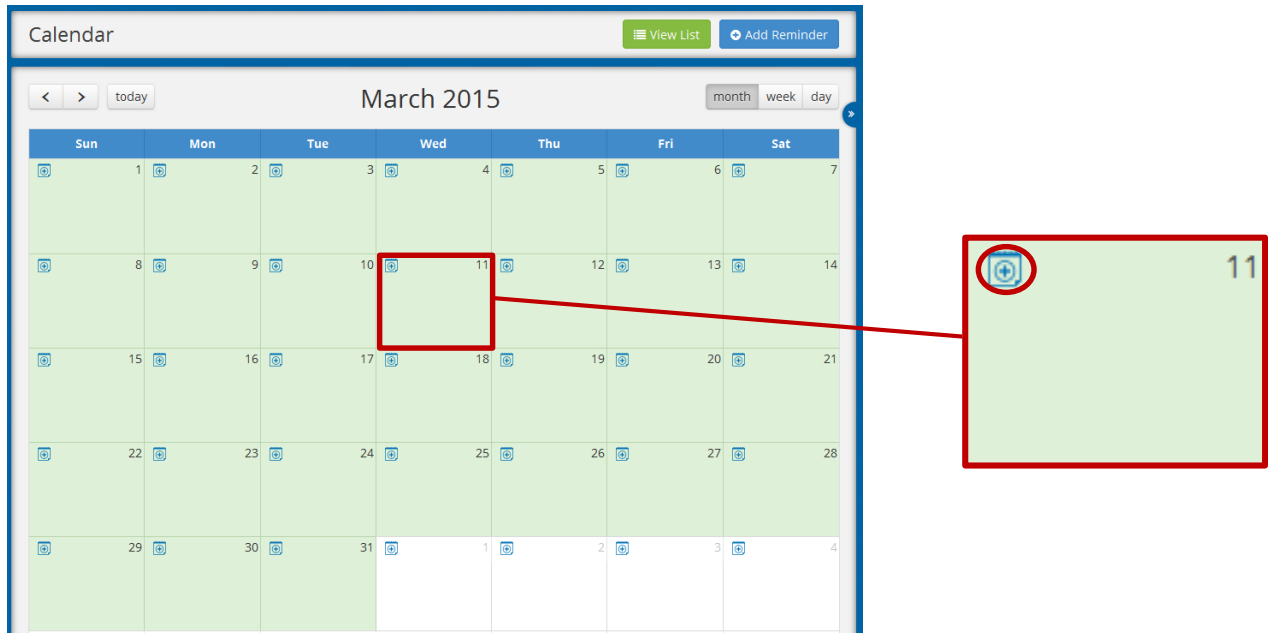 Calendar View List Add Reminder
today March 2015 month week day
Sun Mon Tue Wed Thu Fri Sat
1 2 3 4 5 6 7
8 9 10 11 12 13 14
11
15 16 17 18 19 20 21
22 23 24 25 26 27 28
29 30 31 1 2 3 4